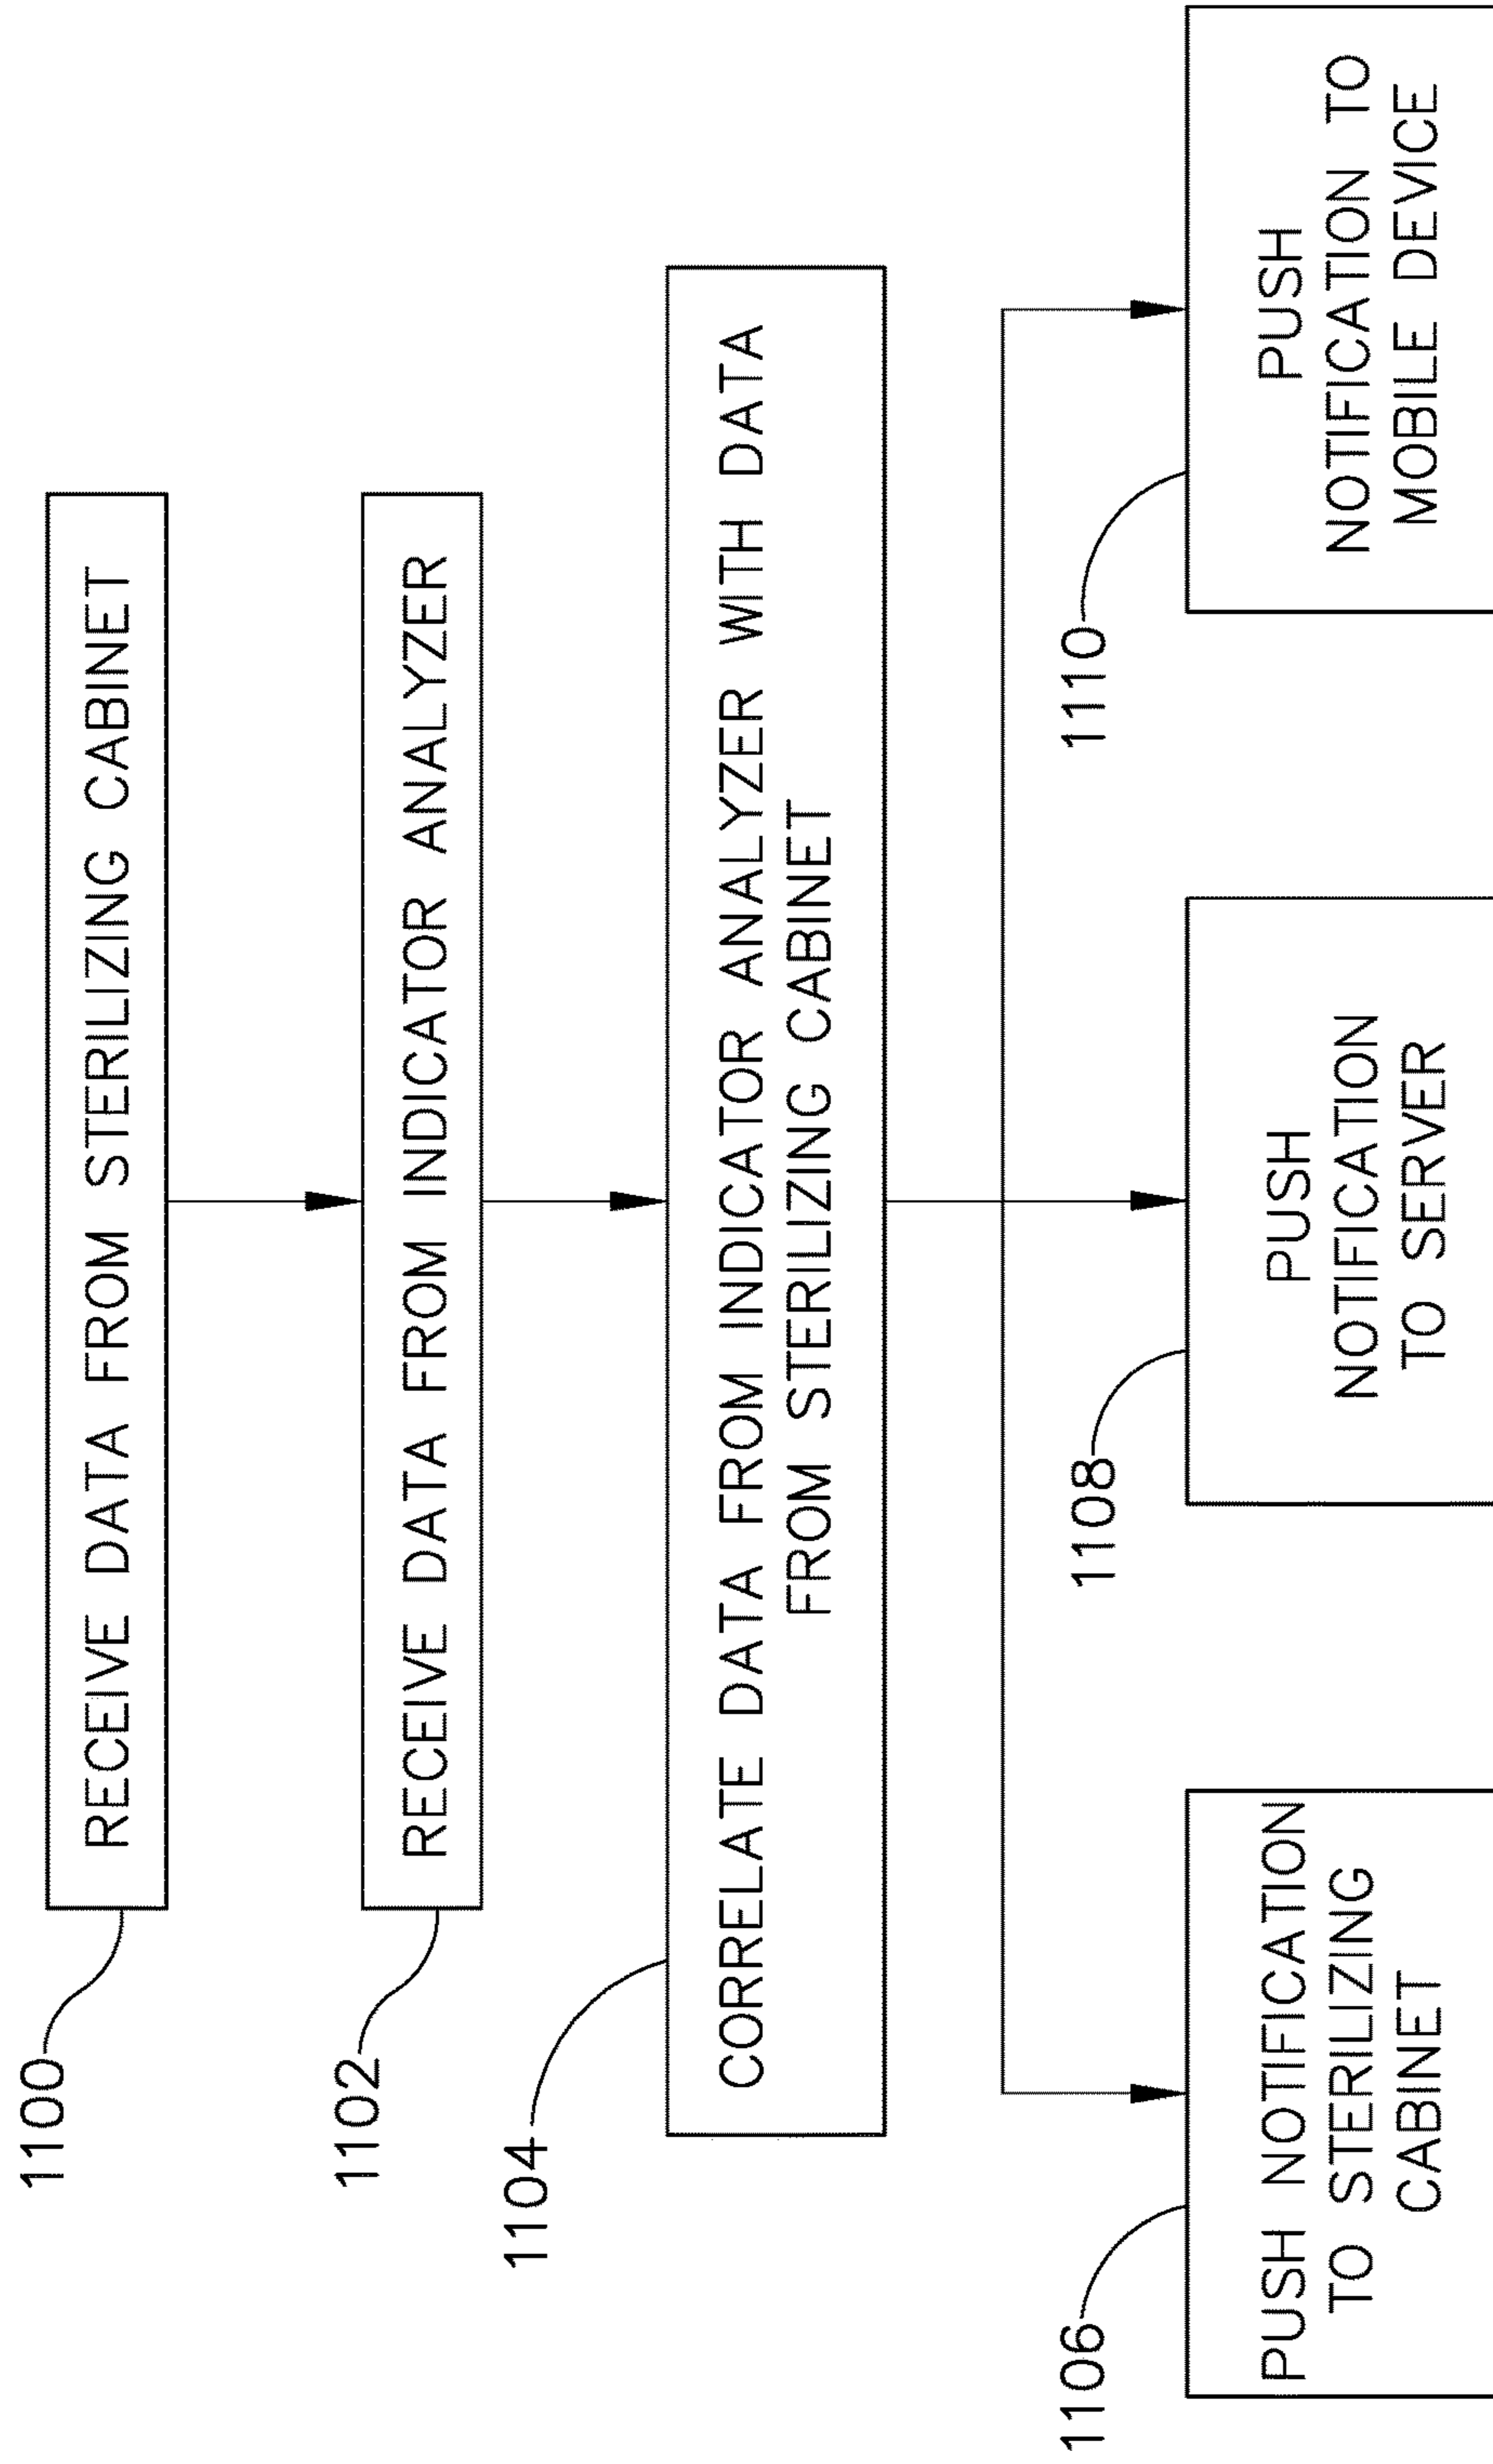 1100
RECEIVE DATA FROM STERILIZING CABINET
1102
RECEIVE DATA FROM INDICATOR ANALYZER
1104
CORRELATE DATA FROM INDICATOR ANALYZER WITH DATA
FROM STERILIZING CABINET
1106
PUSH NOTIFICATION
TO STERILIZING
CABINET
1108
PUSH
NOTIFICATION
TO SERVER
1110
PUSH
NOTIFICATION TO
MOBILE DEVICE